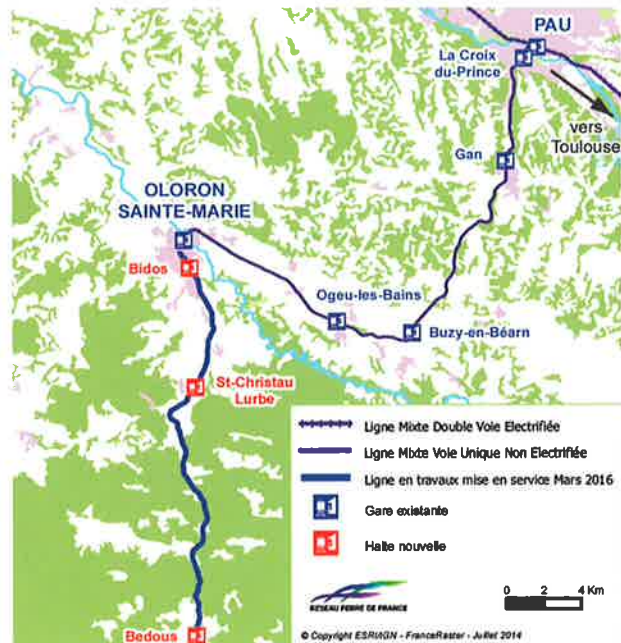 PAU
La Croix
du-Prince
vers
Toulouse
Gan
OLORON
SAINTE-MARIE
Bidos
Ogeu-les-Bains
Buzy-en-Béarn
St-Christau
Lurbe
Bedous
Ligne Mixte Double Voie Electrifiée
Ligne Mixte Voie Unique Non Electrifiée
Ligne en travaux mise en service Mars 2016
Gare existante
Halte nouvelle
RESEAU FERRE DE FRANCE
0 2 4 Km
© Copyright ESRI/IGN - FranceRaster - Juillet 2014